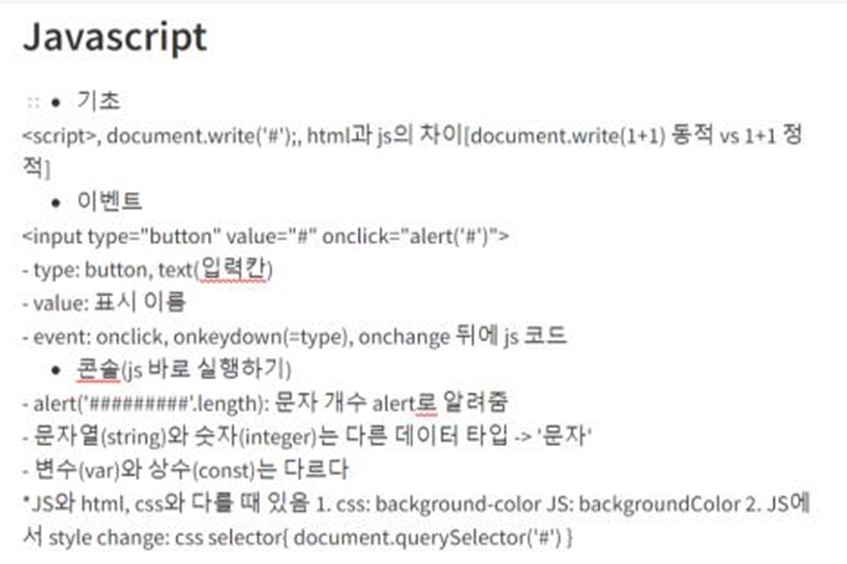 Javascript
:: • 기초
<script>, document.write('#');, html과 js의 차이[document.write(1+1) 동적 vs 1+1 정
적]
• 이벤트
<input type="button" value="#" onclick="alert('#')">
- type: button, text(입력칸)
- value: 표시 이름
- event: onclick, onkeydown(=type), onchange 뒤에 js 코드
• 콘솔(js 바로 실행하기)
- alert('#########'.length): 문자 개수 alert로 알려줌
- 문자열(string)와 숫자(integer)는 다른 데이터 타입 -> '문자'
- 변수(var)와 상수(const)는 다르다
*JS와 html, css와 다를 때 있음 1. css: background-color JS: backgroundColor 2. JS에
서 style change: css selector{ document.querySelector('#') }